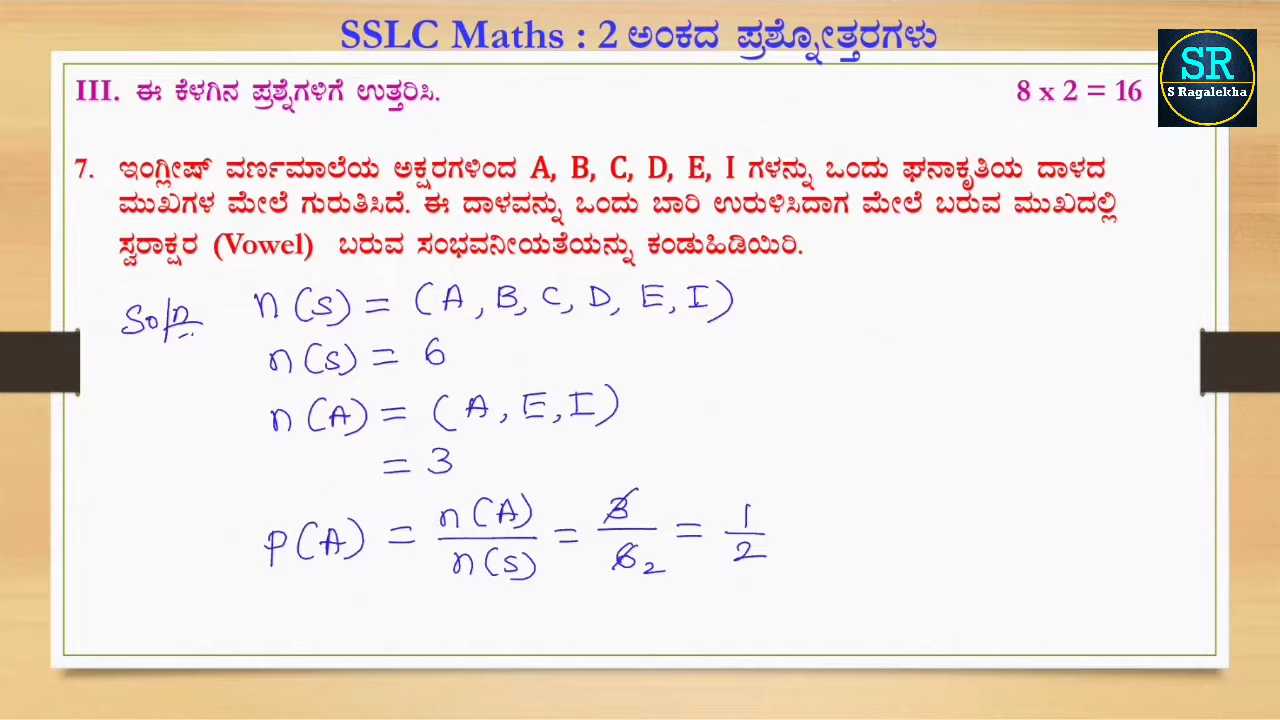 SSLC Maths : 2 ಅಂಕದ ಪ್ರಶ್ನೋತ್ತರಗಳು
SR
S Ragalekha
III. ಈ ಕೆಳಗಿನ ಪ್ರಶ್ನೆಗಳಿಗೆ ಉತ್ತರಿಸಿ. 8 x 2 = 16
7. ಇಂಗ್ಲೀಷ್ ವರ್ಣಮಾಲೆಯ ಅಕ್ಷರಗಳಿಂದ A, B, C, D, E, I ಗಳನ್ನು ಒಂದು ಘನಾಕೃತಿಯ ದಾಳದ
ಮುಖಗಳ ಮೇಲೆ ಗುರುತಿಸಿದೆ. ಈ ದಾಳವನ್ನು ಒಂದು ಬಾರಿ ಉರುಳಿಸಿದಾಗ ಮೇಲೆ ಬರುವ ಮುಖದಲ್ಲಿ
ಸ್ವರಾಕ್ಷರ (Vowel) ಬರುವ ಸಂಭವನೀಯತೆಯನ್ನು ಕಂಡುಹಿಡಿಯಿರಿ.
Soln n(S) = (A, B, C, D, E, I)
n(S) = 6
n(A) = (A, E, I)
= 3
P(A) = n(A)/n(S) = 3/6 2 = 1/2